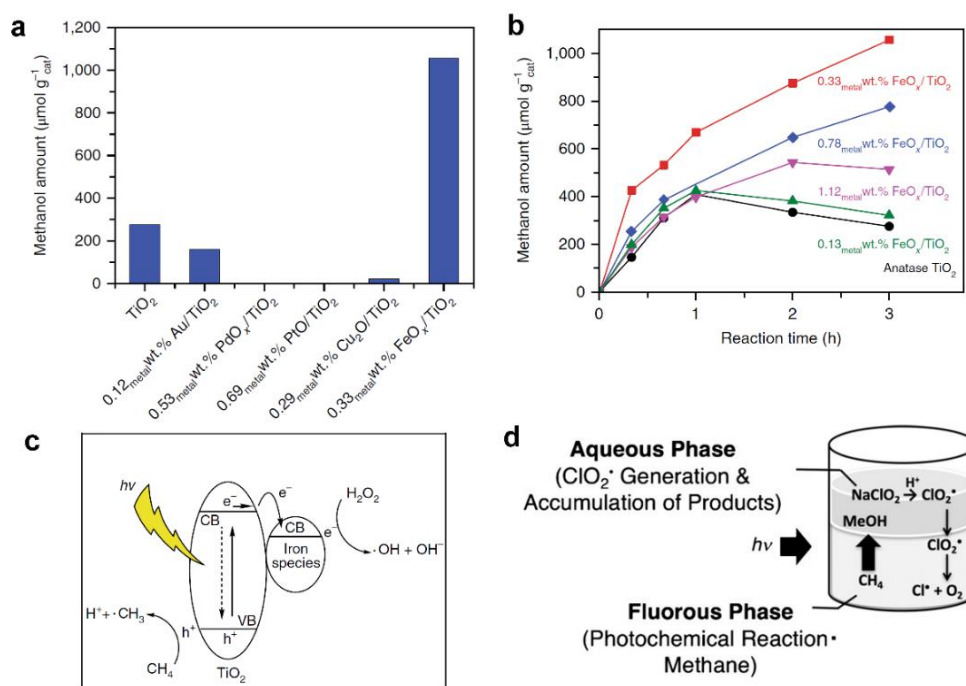 a
Methanol amount (μmol g⁻¹cat)
1,200
1,000
800
600
400
200
0
TiO₂
0.12metalwt.% Au/TiO₂
0.53metalwt.% PdOₓ/TiO₂
0.69metalwt.% PtO/TiO₂
0.29metalwt.% Cu₂O/TiO₂
0.33metalwt.% FeOₓ/TiO₂
b
Methanol amount (μmol g⁻¹cat)
1,000
800
600
400
200
0
0.33metalwt.% FeOₓ/TiO₂
0.78metalwt.% FeOₓ/TiO₂
1.12metalwt.% FeOₓ/TiO₂
0.13metalwt.% FeOₓ/TiO₂
Anatase TiO₂
0 1 2 3
Reaction time (h)
c
hν
e⁻
e⁻
CB
CB
e⁻
Iron
species
H₂O₂
·OH + OH⁻
H⁺+ ·CH₃
h⁺
VB
h⁺
CH₄
TiO₂
d
Aqueous Phase
(ClO₂• Generation &
Accumulation of Products)
NaClO₂ H⁺→ ClO₂•
MeOH
ClO₂•
hν
CH₄
Cl• + O₂
Fluorous Phase
(Photochemical Reaction·
Methane)